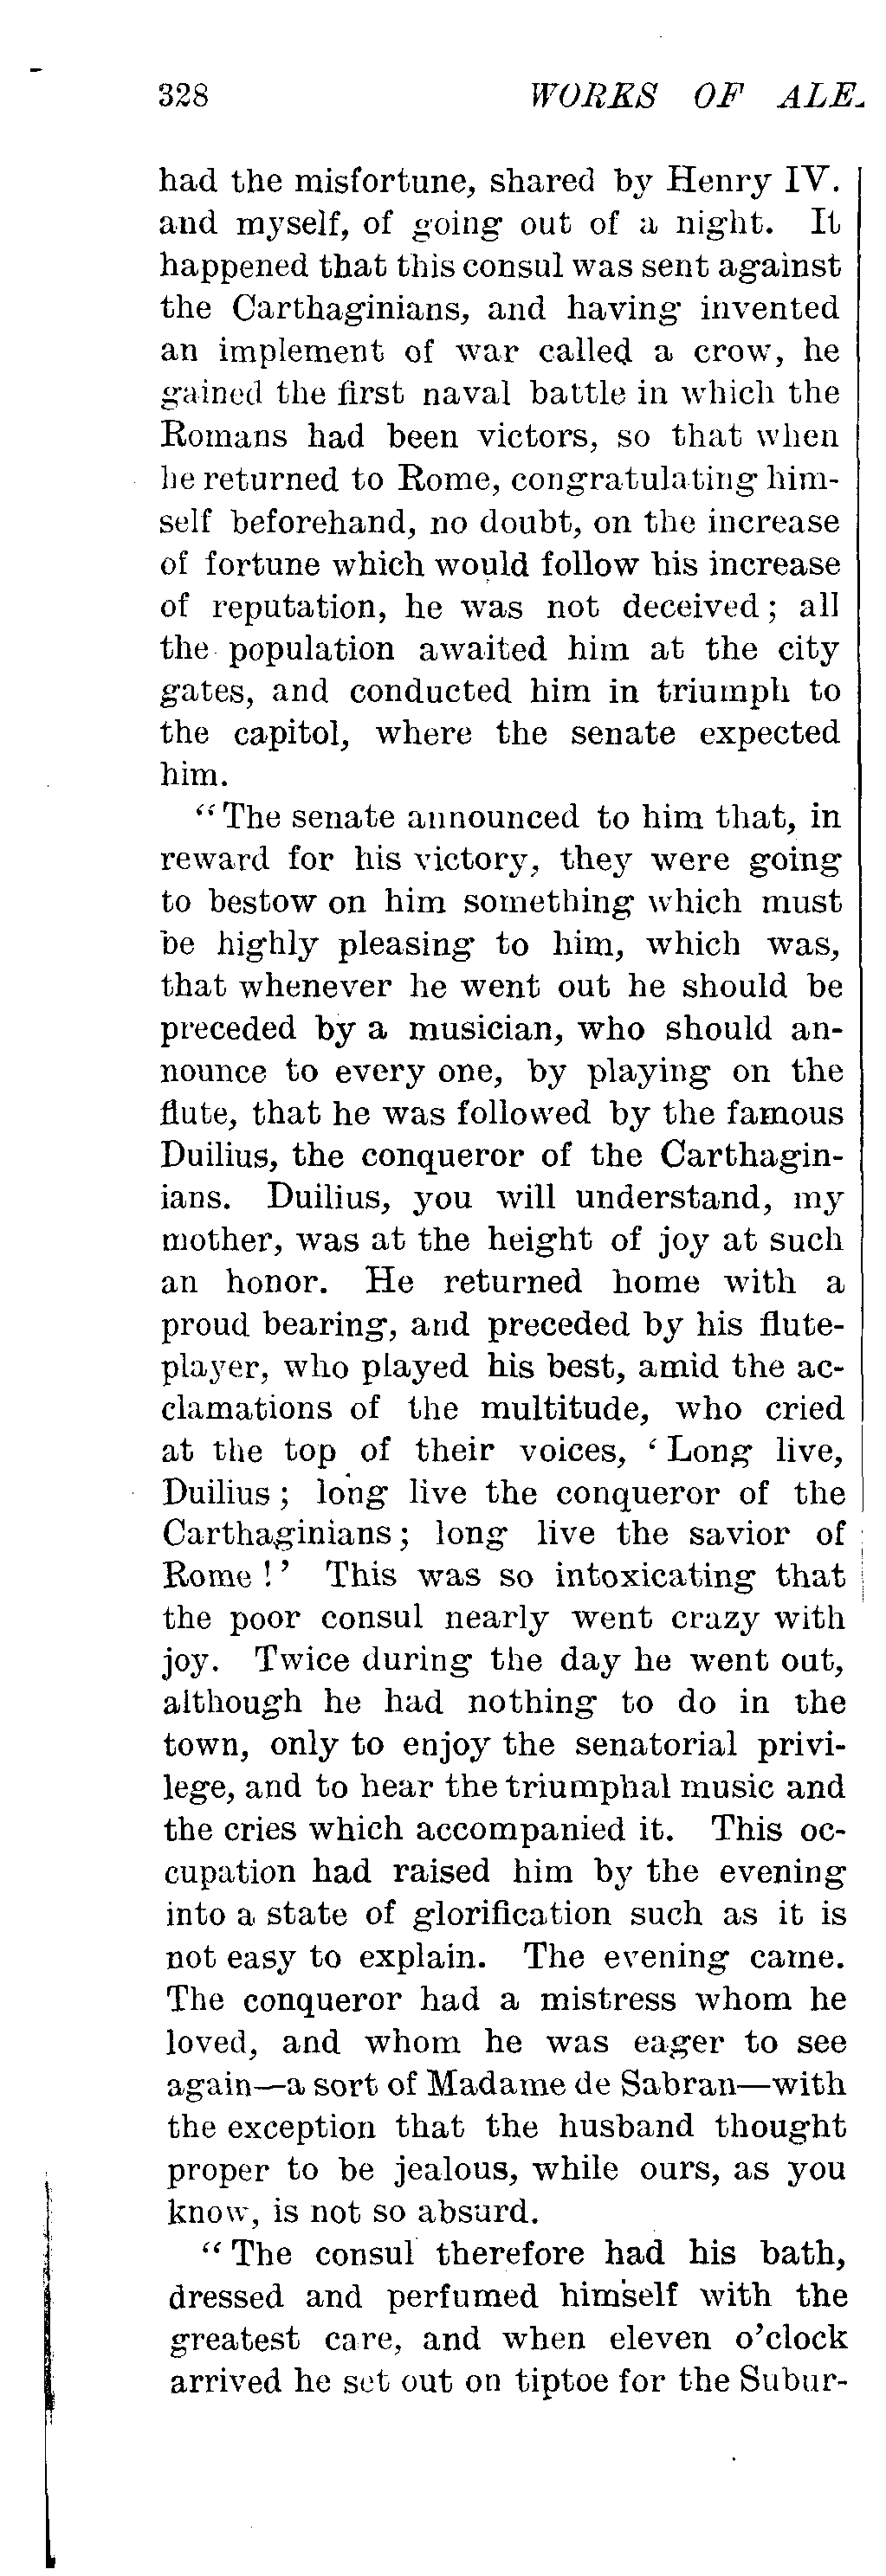 328 WORKS OF ALE
had the misfortune, shared by Henry IV.
and myself, of going out of a night. It
happened that this consul was sent against
the Carthaginians, and having invented
an implement of war called a crow, he
gained the first naval battle in which the
Romans had been victors, so that when
he returned to Rome, congratulating him-
self beforehand, no doubt, on the increase
of fortune which would follow his increase
of reputation, he was not deceived; all
the population awaited him at the city
gates, and conducted him in triumph to
the capitol, where the senate expected
him.
“The senate announced to him that, in
reward for his victory, they were going
to bestow on him something which must
be highly pleasing to him, which was,
that whenever he went out he should be
preceded by a musician, who should an-
nounce to every one, by playing on the
flute, that he was followed by the famous
Duilius, the conqueror of the Carthagin-
ians. Duilius, you will understand, my
mother, was at the height of joy at such
an honor. He returned home with a
proud bearing, and preceded by his flute-
player, who played his best, amid the ac-
clamations of the multitude, who cried
at the top of their voices, ‘Long live,
Duilius; long live the conqueror of the
Carthaginians; long live the savior of
Rome!’ This was so intoxicating that
the poor consul nearly went crazy with
joy. Twice during the day he went out,
although he had nothing to do in the
town, only to enjoy the senatorial privi-
lege, and to hear the triumphal music and
the cries which accompanied it. This oc-
cupation had raised him by the evening
into a state of glorification such as it is
not easy to explain. The evening came.
The conqueror had a mistress whom he
loved, and whom he was eager to see
again—a sort of Madame de Sabran—with
the exception that the husband thought
proper to be jealous, while ours, as you
know, is not so absurd.
“The consul therefore had his bath,
dressed and perfumed himself with the
greatest care, and when eleven o’clock
arrived he set out on tiptoe for the Subur-